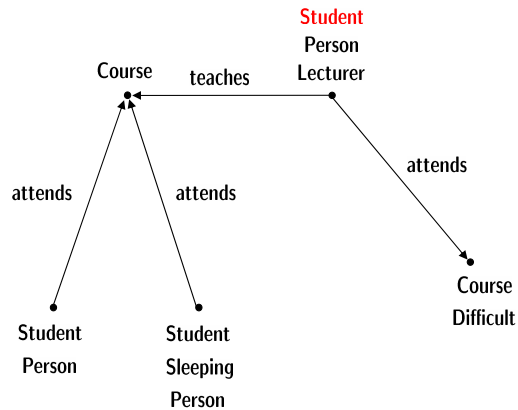 Student
Person
Lecturer
Course
teaches
attends
attends
attends
Course
Difficult
Student
Person
Student
Sleeping
Person